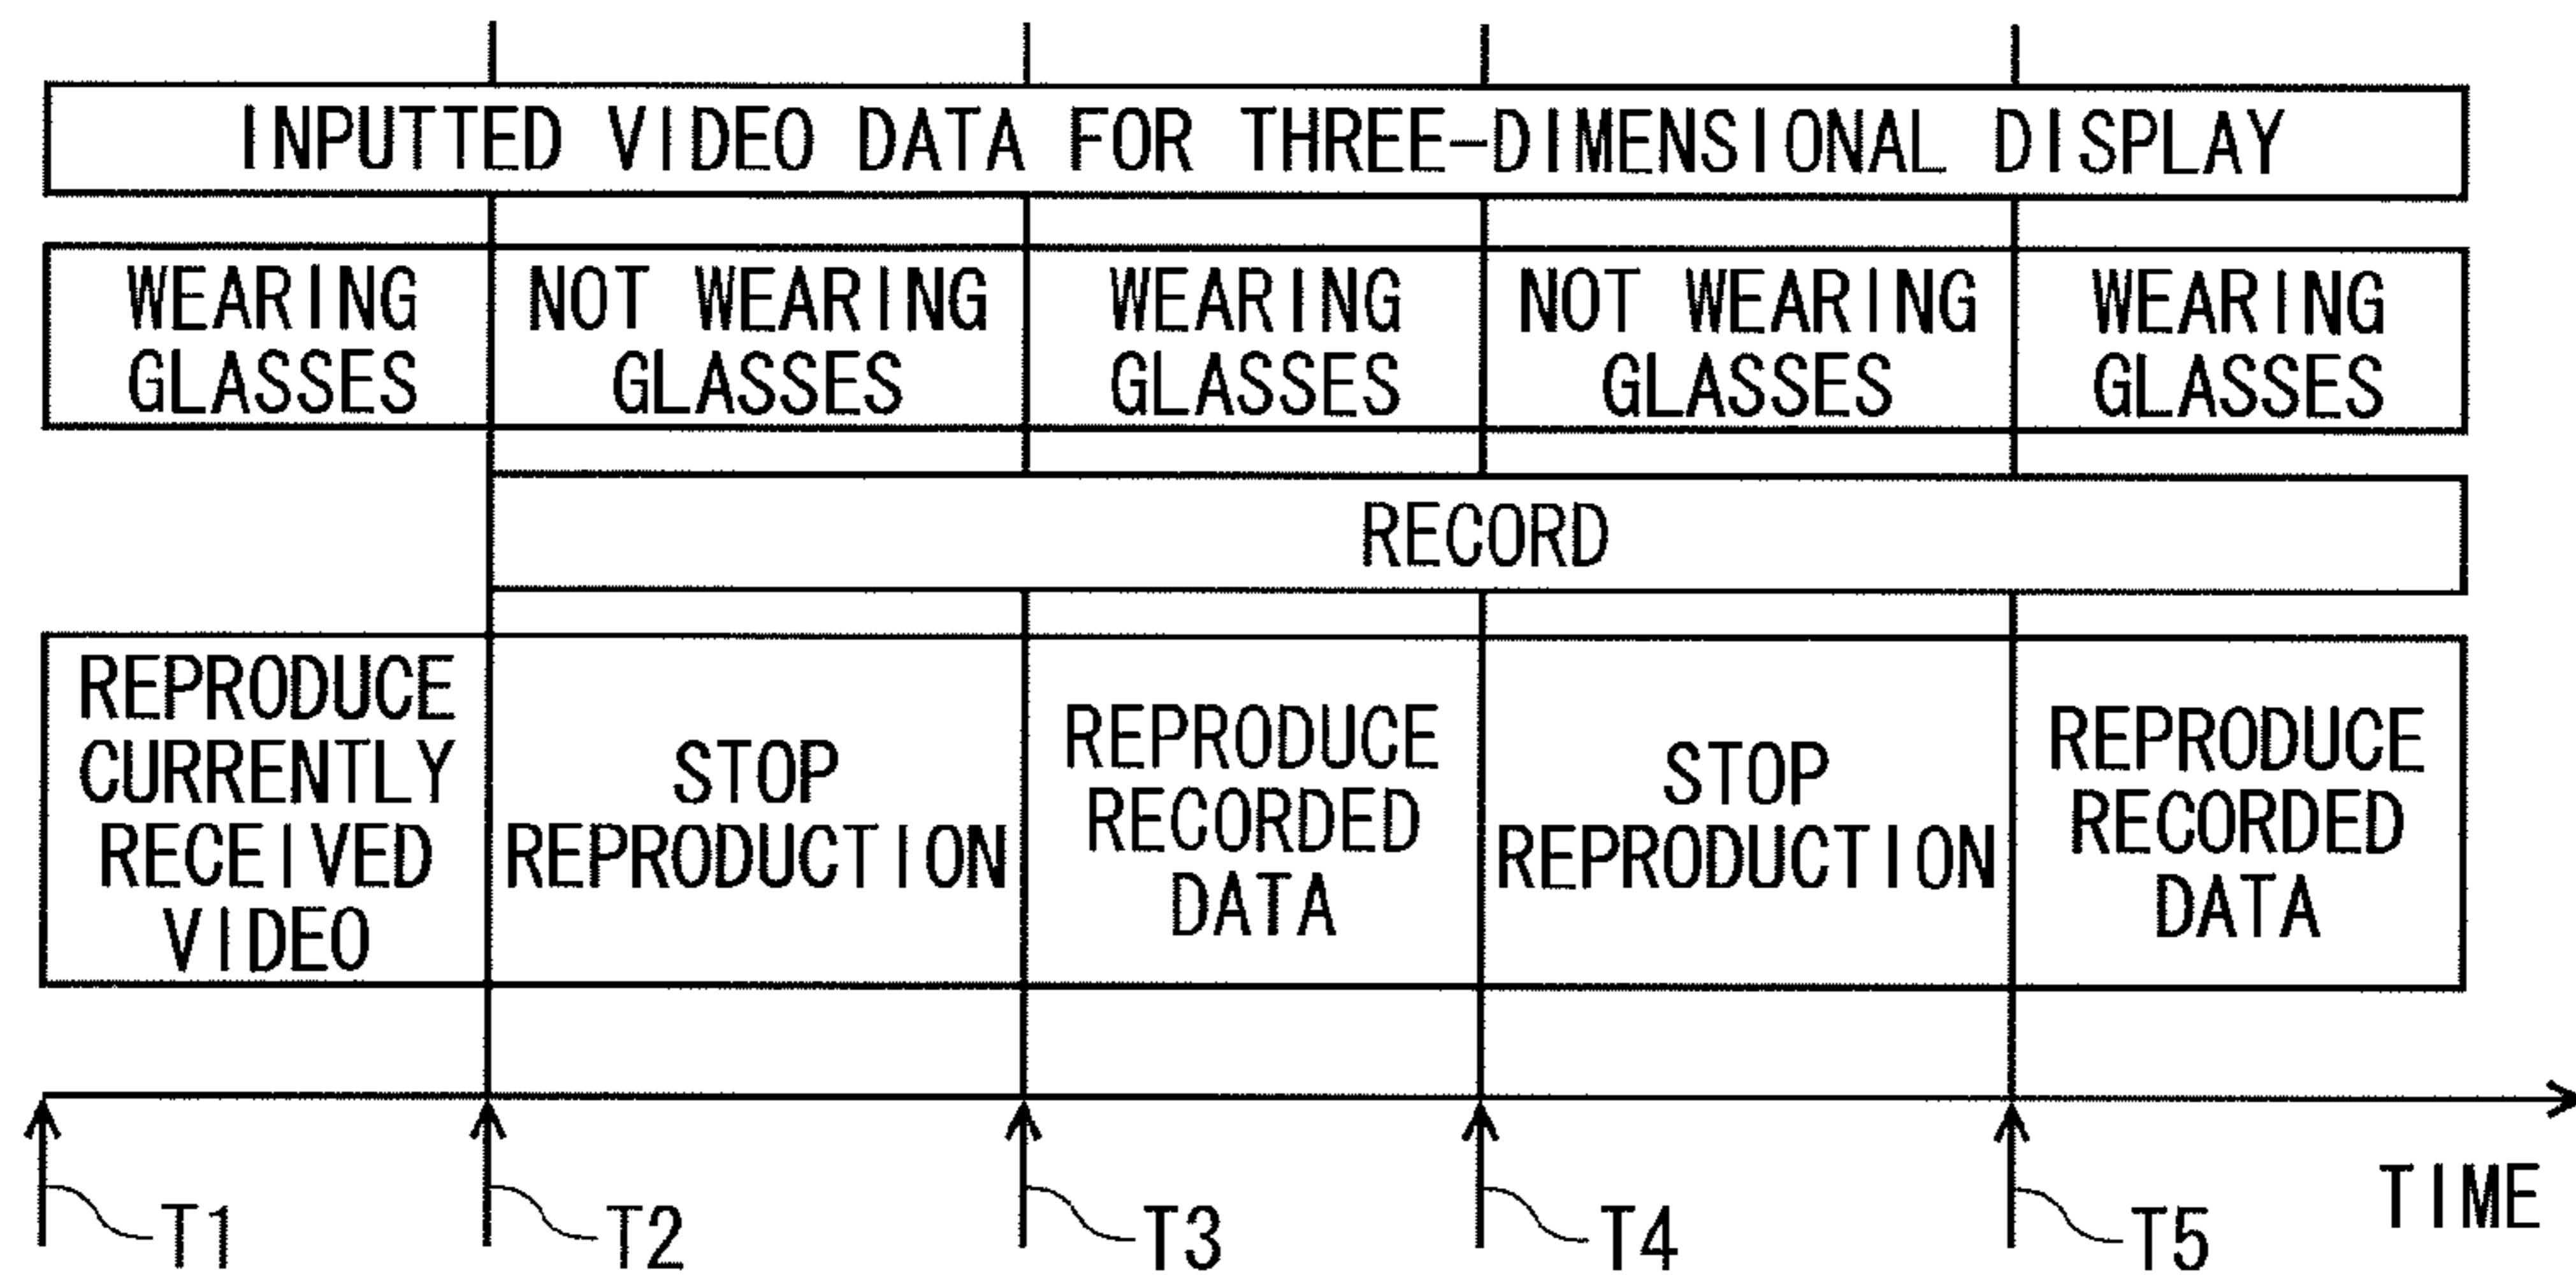 INPUTTED VIDEO DATA FOR THREE-DIMENSIONAL DISPLAY
WEARING
GLASSES
NOT WEARING
GLASSES
WEARING
GLASSES
NOT WEARING
GLASSES
WEARING
GLASSES
RECORD
REPRODUCE
CURRENTLY
RECEIVED
VIDEO
STOP
REPRODUCTION
REPRODUCE
RECORDED
DATA
STOP
REPRODUCTION
REPRODUCE
RECORDED
DATA
T1
T2
T3
T4
T5
TIME